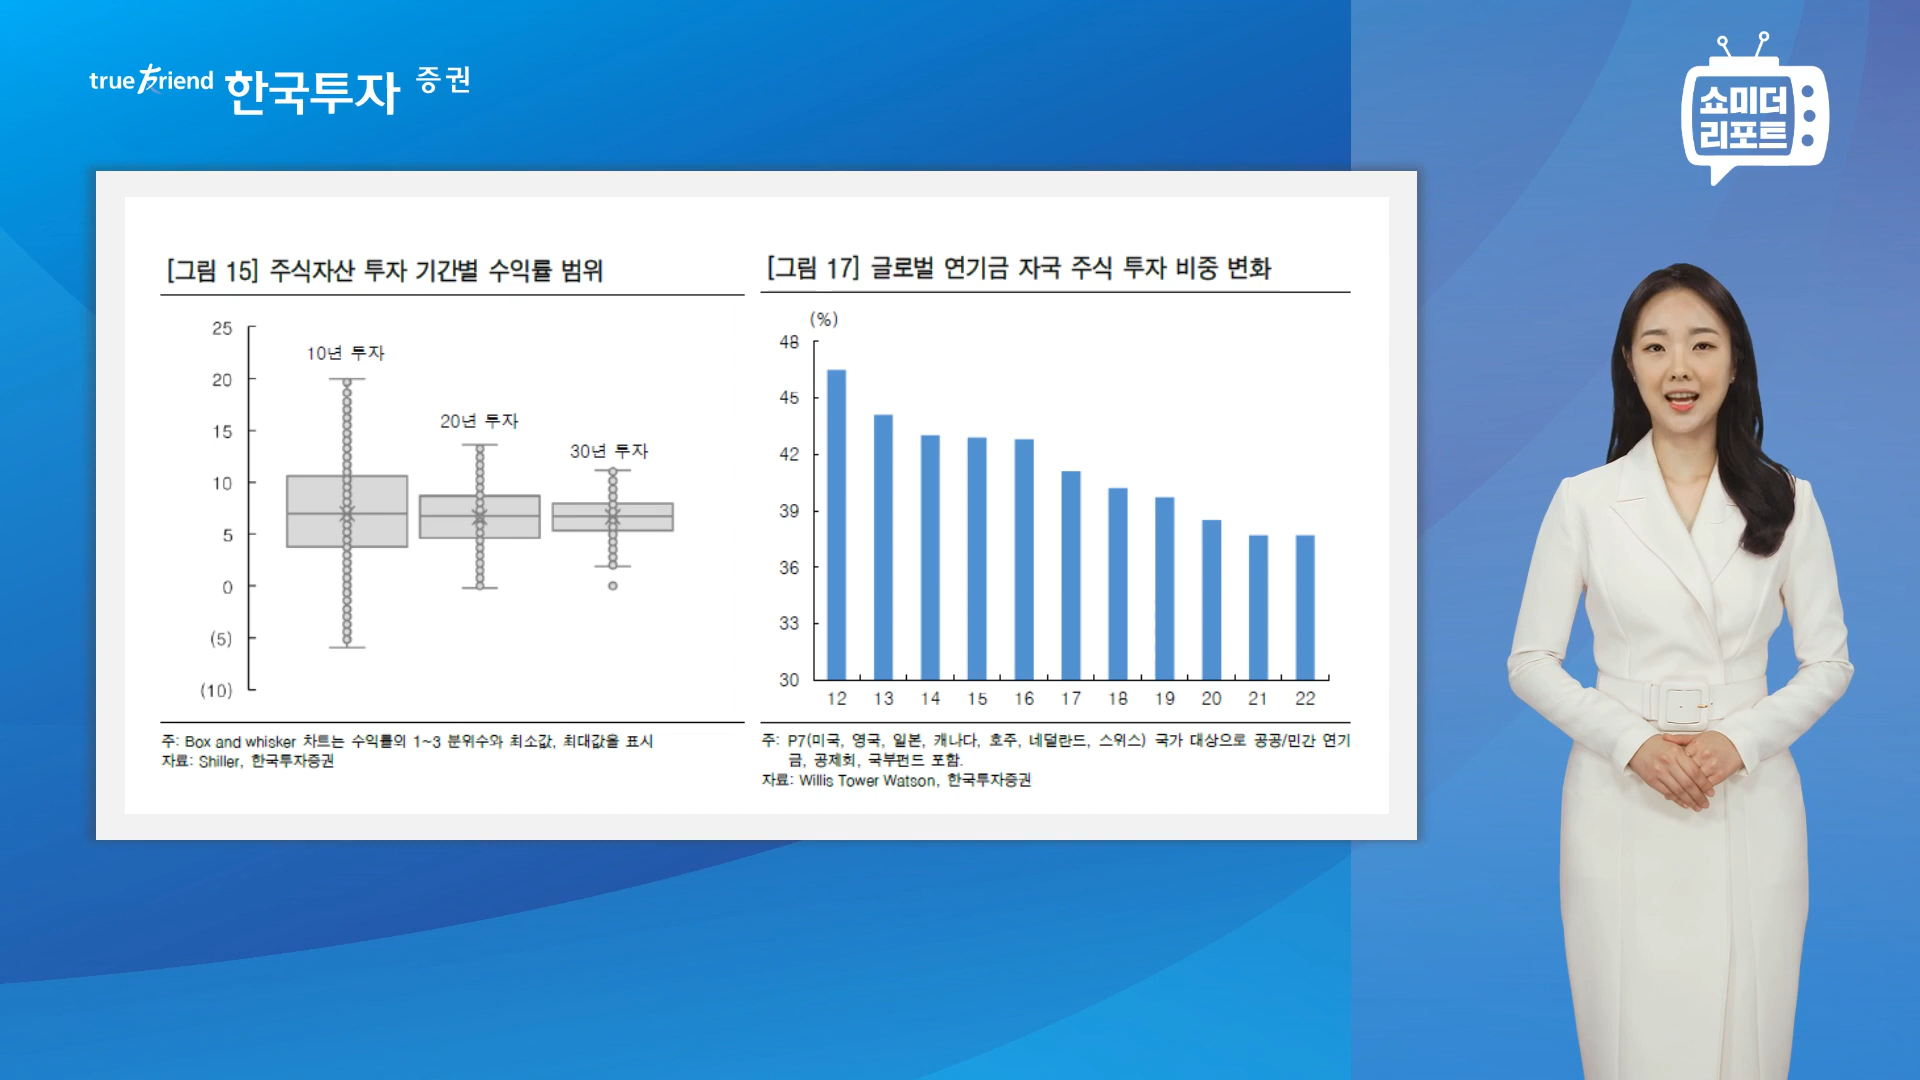 true friend 한국투자 증권
쇼미더
리포트
[그림 15] 주식자산 투자 기간별 수익률 범위
25
20
15
10
5
0
(5)
(10)
10년 투자
20년 투자
30년 투자
주: Box and whisker 차트는 수익률의 1~3 분위수와 최소값, 최대값을 표시
자료: Shiller, 한국투자증권
[그림 17] 글로벌 연기금 자국 주식 투자 비중 변화
(%)
48
45
42
39
36
33
30
12 13 14 15 16 17 18 19 20 21 22
주: P7(미국, 영국, 일본, 캐나다, 호주, 네덜란드, 스위스) 국가 대상으로 공공/민간 연기
금, 공제회, 국부펀드 포함.
자료: Willis Tower Watson, 한국투자증권